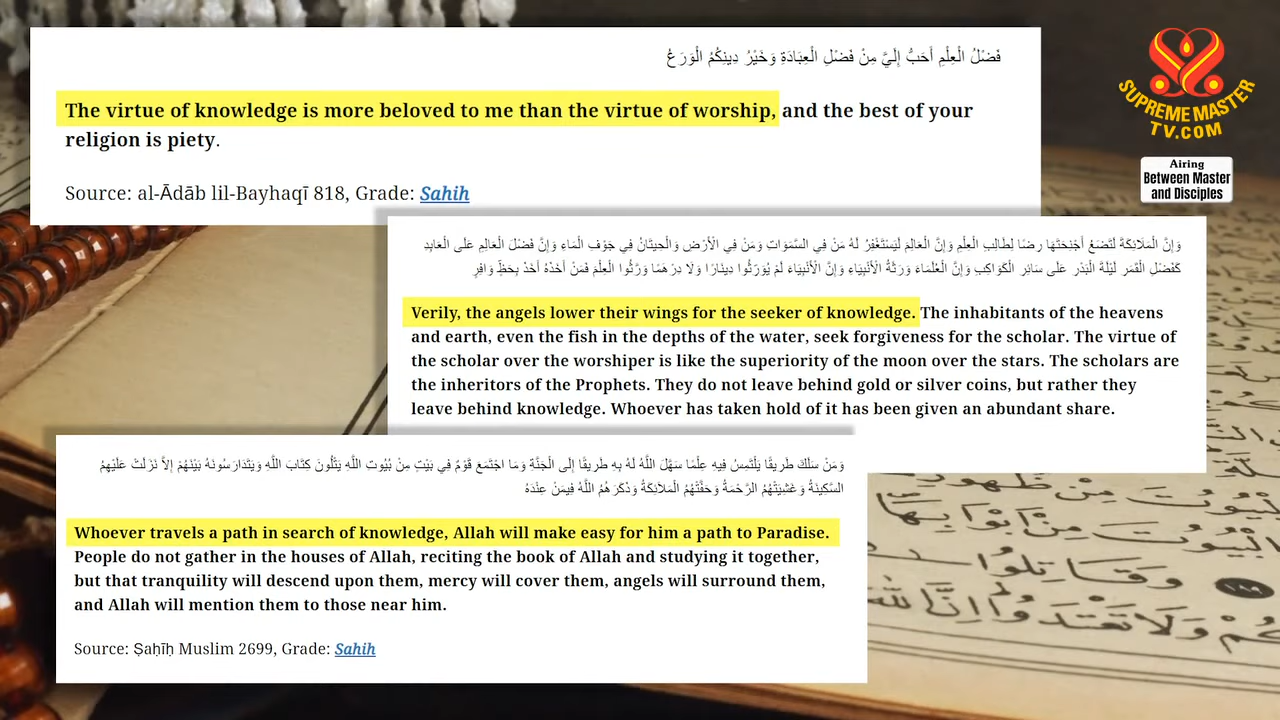 فَضْلُ الْعِلْمِ أَحَبُّ إِلَيَّ مِنْ فَضْلِ الْعِبَادَةِ وَخَيْرُ دِينِكُمُ الْوَرَعُ
The virtue of knowledge is more beloved to me than the virtue of worship, and the best of your
religion is piety.
Source: al-Ādāb lil-Bayhaqī 818, Grade: Sahih
SUPREME MASTER
TV.COM
Airing
Between Master
and Disciples
وَإِنَّ الْمَلَائِكَةَ لَتَضَعُ أَجْنِحَتَهَا رِضًا لِطَالِبِ الْعِلْمِ وَإِنَّ الْعَالِمَ لَيَسْتَغْفِرُ لَهُ مَنْ فِي السَّمَوَاتِ وَمَنْ فِي الْأَرْضِ وَالْحِيتَانُ فِي جَوْفِ الْمَاءِ وَإِنَّ فَضْلَ الْعَالِمِ عَلَى الْعَابِدِ
كَفَضْلِ الْقَمَرِ لَيْلَةَ الْبَدْرِ عَلَى سَائِرِ الْكَوَاكِبِ وَإِنَّ الْعُلَمَاءَ وَرَثَةُ الْأَنْبِيَاءِ وَإِنَّ الْأَنْبِيَاءَ لَمْ يُوَرِّثُوا دِينَارًا وَلَا دِرْهَمًا وَرَّثُوا الْعِلْمَ فَمَنْ أَخَذَهُ أَخَذَ بِحَظٍّ وَافِرٍ
Verily, the angels lower their wings for the seeker of knowledge. The inhabitants of the heavens
and earth, even the fish in the depths of the water, seek forgiveness for the scholar. The virtue of
the scholar over the worshiper is like the superiority of the moon over the stars. The scholars are
the inheritors of the Prophets. They do not leave behind gold or silver coins, but rather they
leave behind knowledge. Whoever has taken hold of it has been given an abundant share.
وَمَنْ سَلَكَ طَرِيقًا يَلْتَمِسُ فِيهِ عِلْمًا سَهَّلَ اللَّهُ لَهُ بِهِ طَرِيقًا إِلَى الْجَنَّةِ وَمَا اجْتَمَعَ قَوْمٌ فِي بَيْتٍ مِنْ بُيُوتِ اللَّهِ يَتْلُونَ كِتَابَ اللَّهِ وَيَتَدَارَسُونَهُ بَيْنَهُمْ إِلَّا نَزَلَتْ عَلَيْهِمُ
السَّكِينَةُ وَغَشِيَتْهُمُ الرَّحْمَةُ وَحَفَّتْهُمُ الْمَلَائِكَةُ وَذَكَرَهُمُ اللَّهُ فِيمَنْ عِنْدَهُ
Whoever travels a path in search of knowledge, Allah will make easy for him a path to Paradise.
People do not gather in the houses of Allah, reciting the book of Allah and studying it together,
but that tranquility will descend upon them, mercy will cover them, angels will surround them,
and Allah will mention them to those near him.
Source: Ṣaḥīḥ Muslim 2699, Grade: Sahih
وَقَاتِلُوا
وَلَا تَعْتَدُوا إِنَّ اللَّهَ